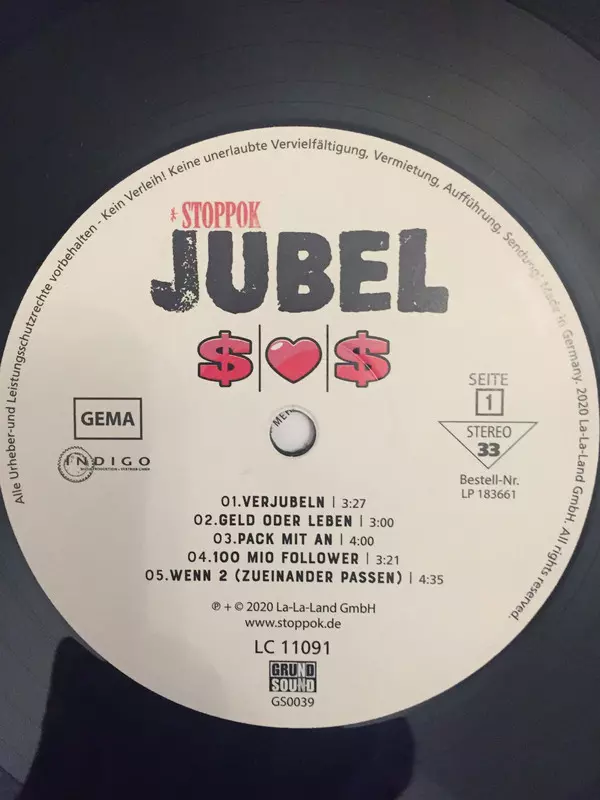 Alle Urheber-und Leistungsschutzrechte vorbehalten - Kein Verleih! Keine unerlaubte Vervielfältigung, Vermietung, Aufführung, Sendung! Made in Germany. 2020 La-La-Land GmbH. All rights reserved.
STOPPOK
JUBEL
$ $
GEMA
INDIGO
SEITE
1
STEREO
33
Bestell-Nr.
LP 183661
01.VERJUBELN | 3:27
02.GELD ODER LEBEN | 3:00
03.PACK MIT AN | 4:00
04.100 MIO FOLLOWER | 3:21
05.WENN 2 (ZUEINANDER PASSEN) | 4:35
℗ + © 2020 La-La-Land GmbH
www.stoppok.de
LC 11091
GRUND
SOUND
GS0039